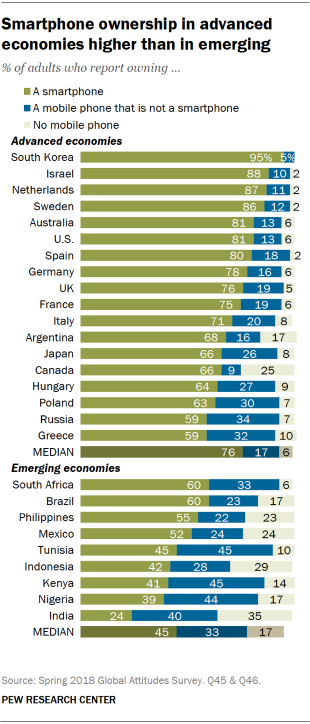 Smartphone ownership in advanced
economies higher than in emerging
% of adults who report owning ...
A smartphone
A mobile phone that is not a smartphone
No mobile phone
Advanced economies
South Korea 95% 5%
Israel 88 10 2
Netherlands 87 11 2
Sweden 86 12 2
Australia 81 13 6
U.S. 81 13 6
Spain 80 18 2
Germany 78 16 6
UK 76 19 5
France 75 19 6
Italy 71 20 8
Argentina 68 16 17
Japan 66 26 8
Canada 66 9 25
Hungary 64 27 9
Poland 63 30 7
Russia 59 34 7
Greece 59 32 10
MEDIAN 76 17 6
Emerging economies
South Africa 60 33 6
Brazil 60 23 17
Philippines 55 22 23
Mexico 52 24 24
Tunisia 45 45 10
Indonesia 42 28 29
Kenya 41 45 14
Nigeria 39 44 17
India 24 40 35
MEDIAN 45 33 17
Source: Spring 2018 Global Attitudes Survey. Q45 & Q46.
PEW RESEARCH CENTER